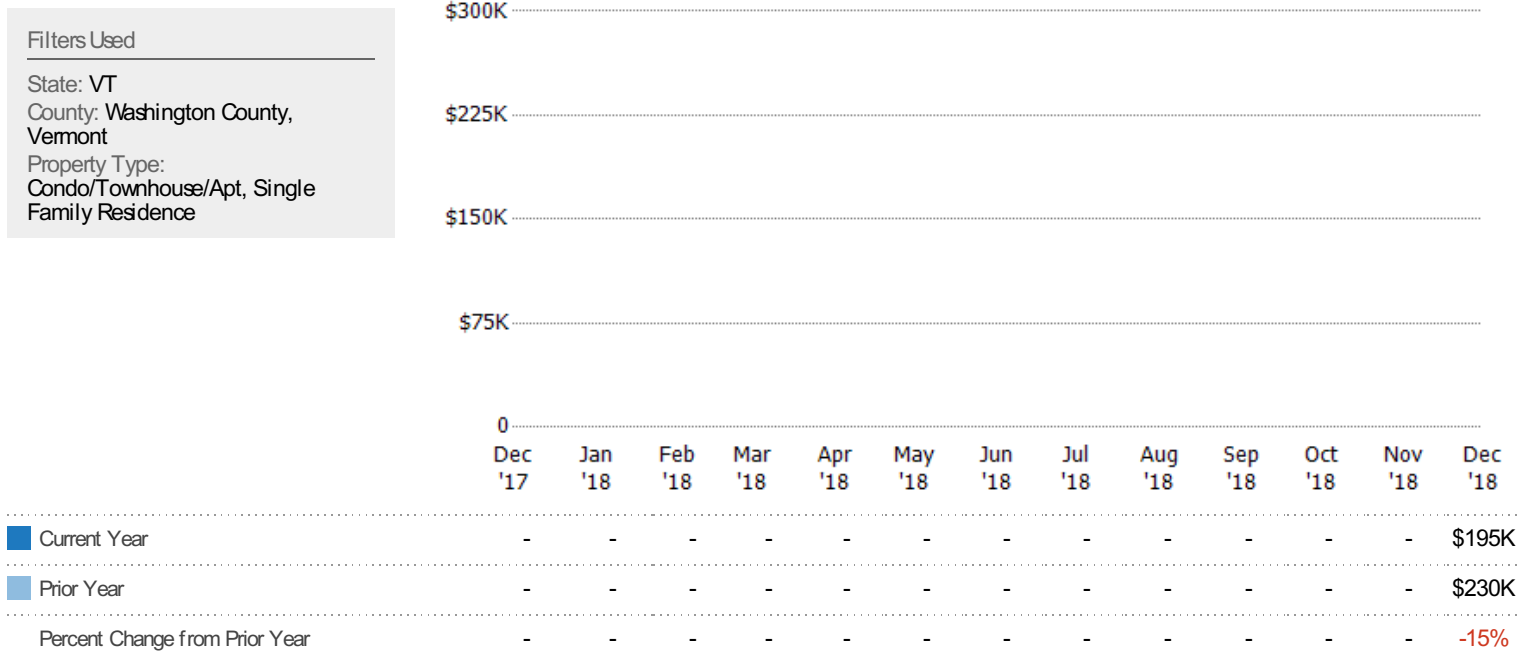 Filters Used
State: VT
County: Washington County,
Vermont
Property Type:
Condo/Townhouse/Apt, Single
Family Residence
$300K
$225K
$150K
$75K
0
Dec Jan Feb Mar Apr May Jun Jul Aug Sep Oct Nov Dec
'17 '18 '18 '18 '18 '18 '18 '18 '18 '18 '18 '18 '18
Current Year - - - - - - - - - - - - $195K
Prior Year - - - - - - - - - - - - $230K
Percent Change from Prior Year - - - - - - - - - - - - -15%